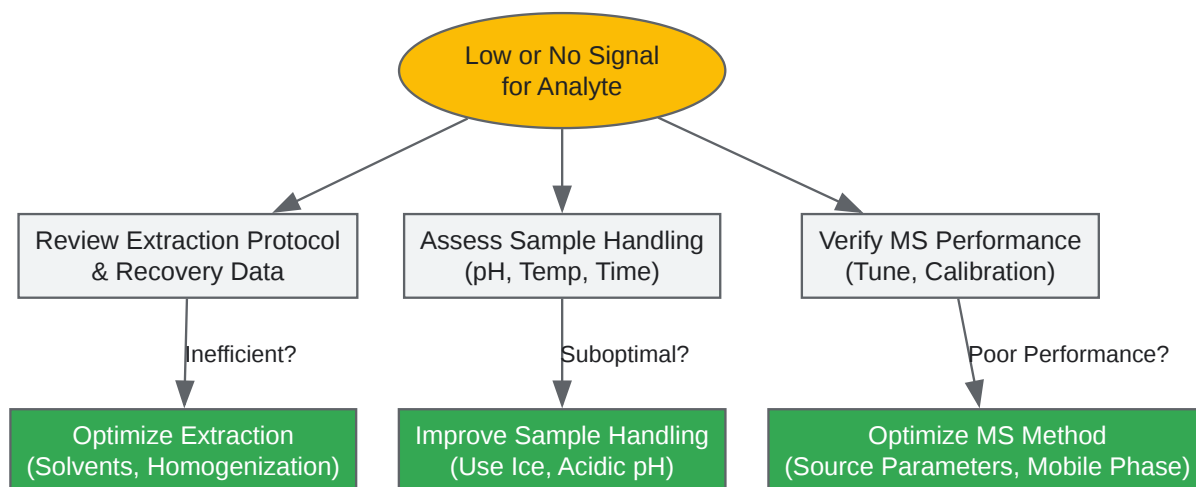 Low or No Signal
for Analyte
Review Extraction Protocol
& Recovery Data
Assess Sample Handling
(pH, Temp, Time)
Verify MS Performance
(Tune, Calibration)
Inefficient?
Suboptimal?
Poor Performance?
Optimize Extraction
(Solvents, Homogenization)
Improve Sample Handling
(Use Ice, Acidic pH)
Optimize MS Method
(Source Parameters, Mobile Phase)